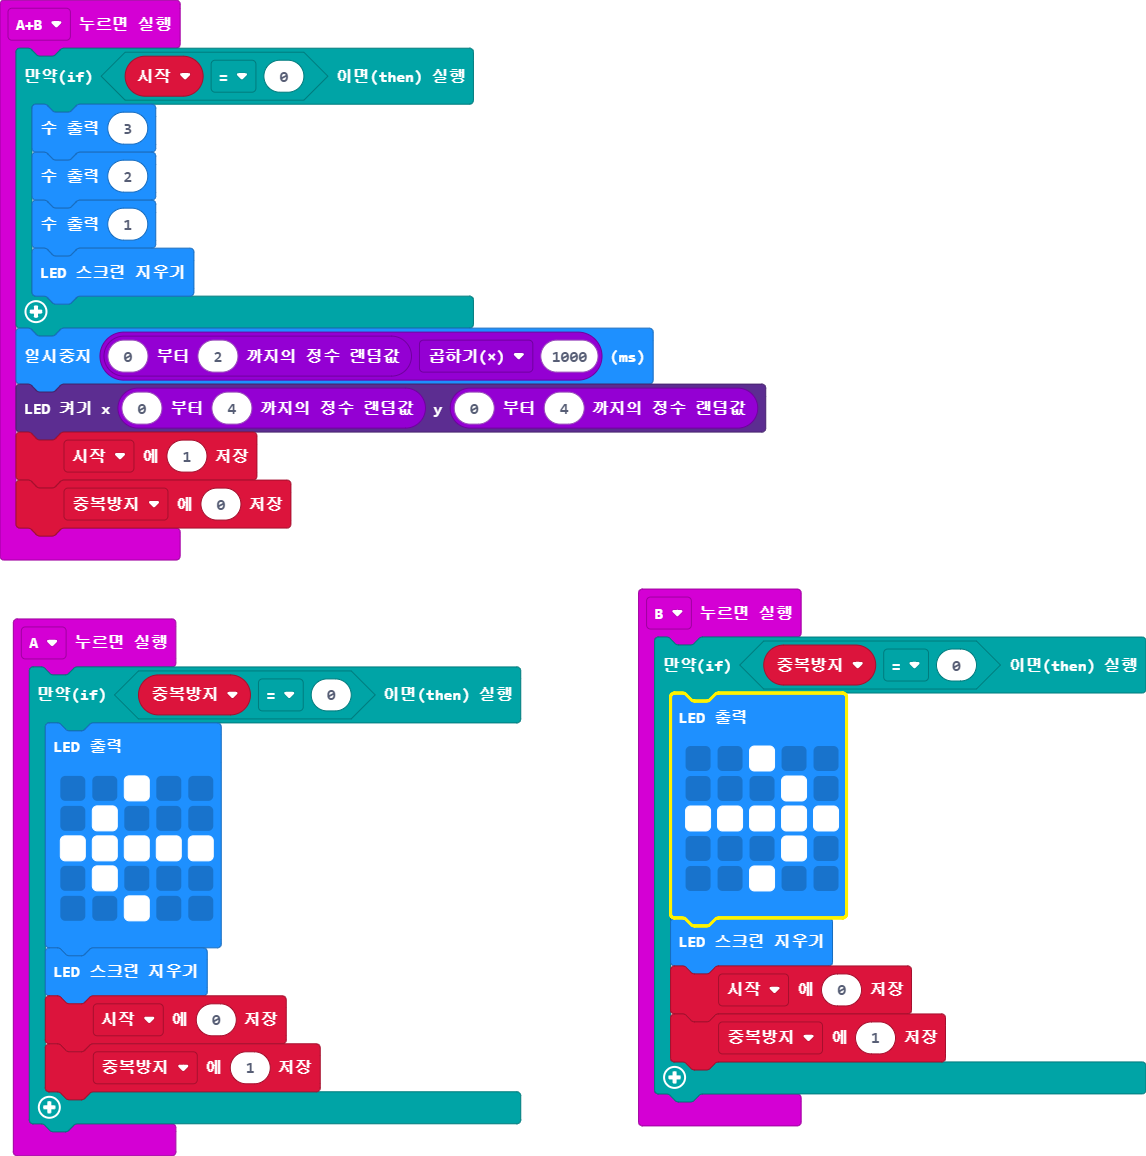 A+B 누르면 실행
만약(if) 시작 = 0 이면(then) 실행
수 출력 3
수 출력 2
수 출력 1
LED 스크린 지우기
일시중지 0 부터 2 까지의 정수 랜덤값 곱하기(×) 1000 (ms)
LED 켜기 x 0 부터 4 까지의 정수 랜덤값 y 0 부터 4 까지의 정수 랜덤값
시작 에 1 저장
중복방지 에 0 저장
A 누르면 실행
만약(if) 중복방지 = 0 이면(then) 실행
LED 출력
LED 스크린 지우기
시작 에 0 저장
중복방지 에 1 저장
B 누르면 실행
만약(if) 중복방지 = 0 이면(then) 실행
LED 출력
LED 스크린 지우기
시작 에 0 저장
중복방지 에 1 저장